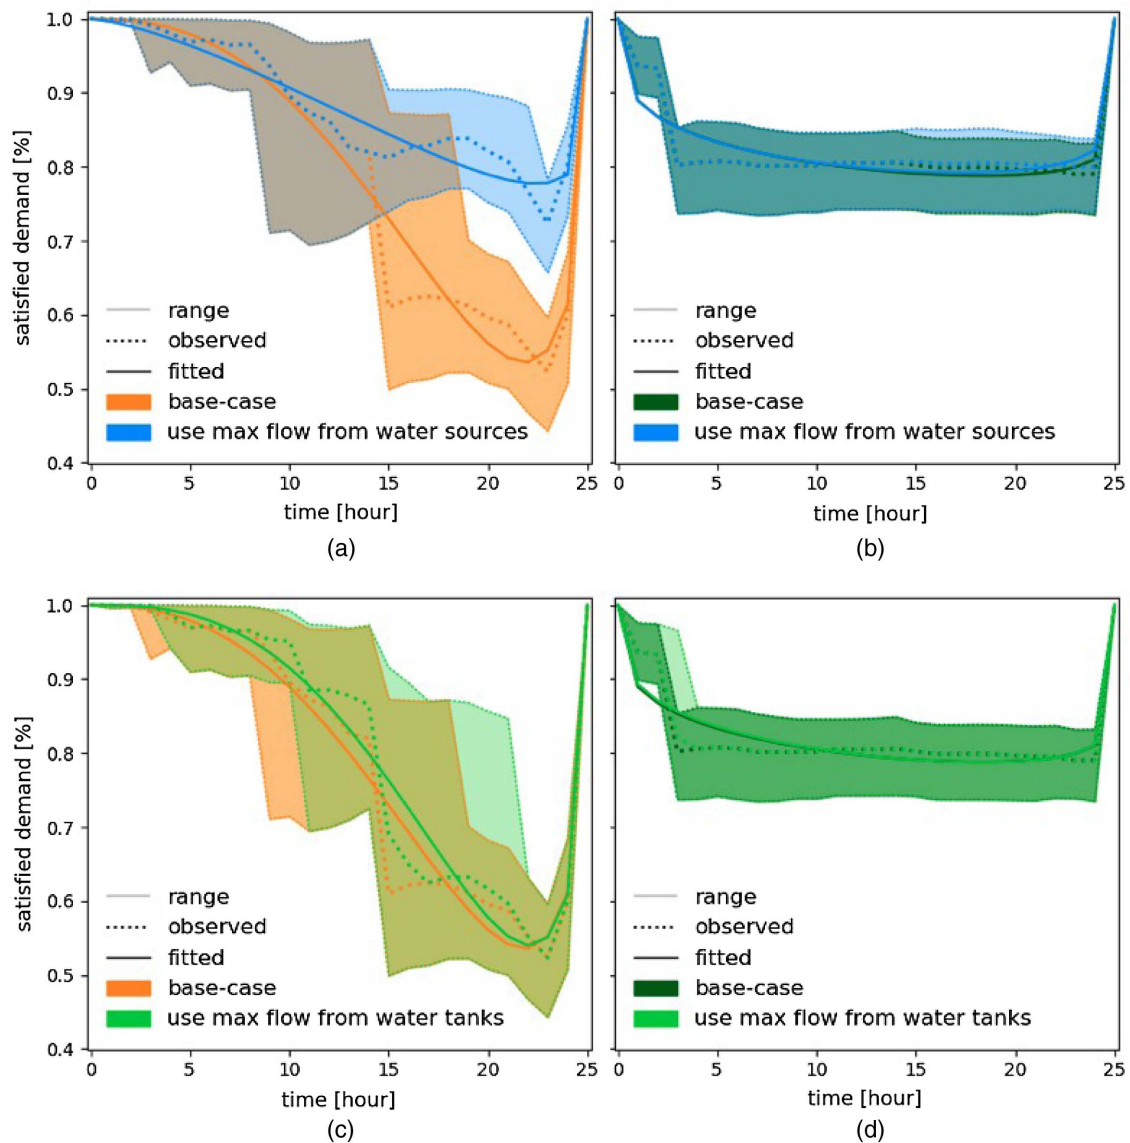 1.0
0.9
0.8
0.7
0.6
0.5
0.4
satisfied demand [%]
range
observed
fitted
base-case
use max flow from water sources
0 5 10 15 20 25
time [hour]
(a)
range
observed
fitted
base-case
use max flow from water sources
0 5 10 15 20 25
time [hour]
(b)
1.0
0.9
0.8
0.7
0.6
0.5
0.4
satisfied demand [%]
range
observed
fitted
base-case
use max flow from water tanks
0 5 10 15 20 25
time [hour]
(c)
range
observed
fitted
base-case
use max flow from water tanks
0 5 10 15 20 25
time [hour]
(d)